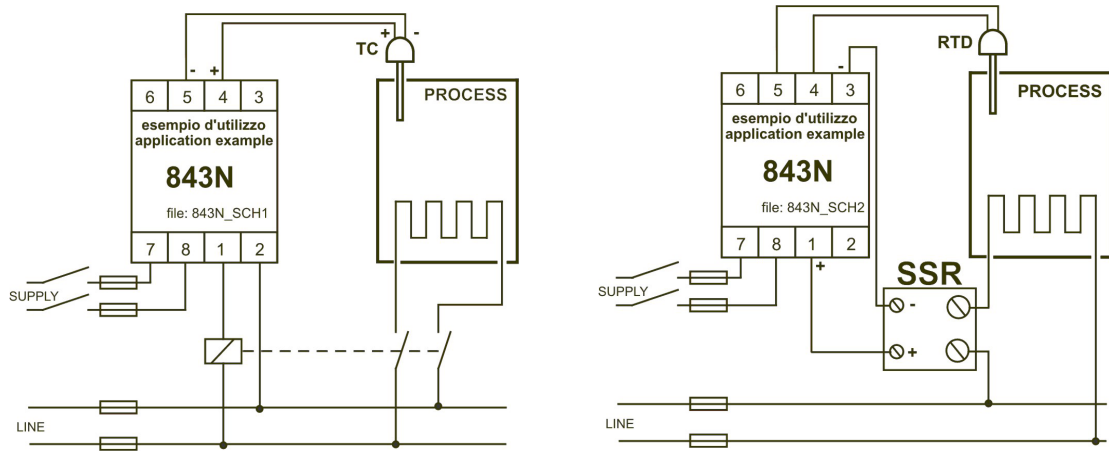 + -
TC
- +
6 5 4 3
PROCESS
esempio d'utilizzo
application example
843N
file: 843N_SCH1
7 8 1 2
SUPPLY
LINE
RTD
-
6 5 4 3
PROCESS
esempio d'utilizzo
application example
843N
file: 843N_SCH2
7 8 1 2
+
SSR
SUPPLY
-
+
LINE